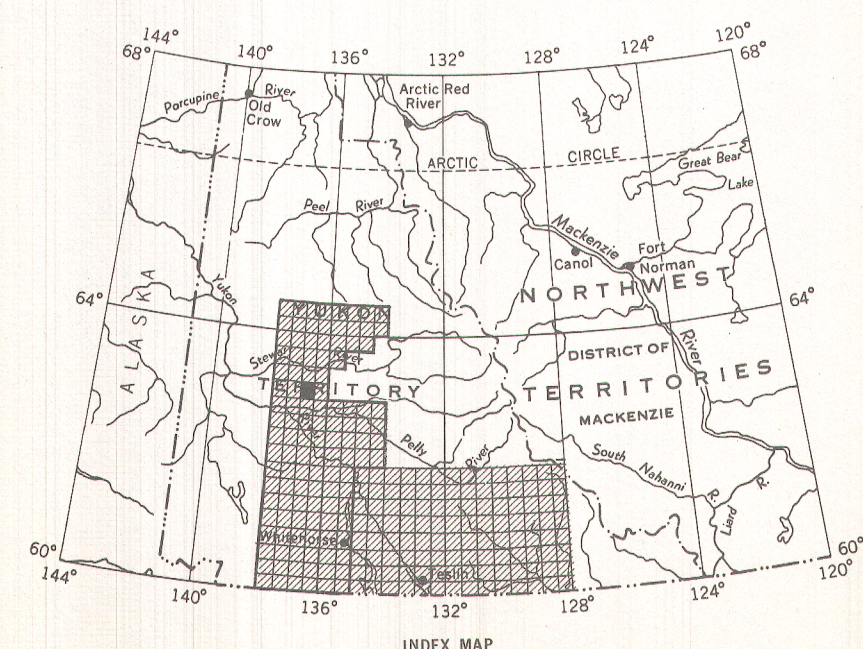 144°
140°
136°
132°
128°
124°
120°
68°
68°
Porcupine
River
Old
Crow
Arctic Red
River
ARCTIC
CIRCLE
Great Bear
Lake
Peel
River
Mackenzie
Canol
Fort
Norman
NORTHWEST
Yukon
64°
64°
ALASKA
YUKON
Stewart
River
TERRITORY
DISTRICT OF
River
TERRITORIES
MACKENZIE
Pelly
River
South
Nahanni
R.
Liard
R.
Whitehorse
Teslin
60°
60°
144°
140°
136°
132°
128°
124°
120°
INDEX MAP